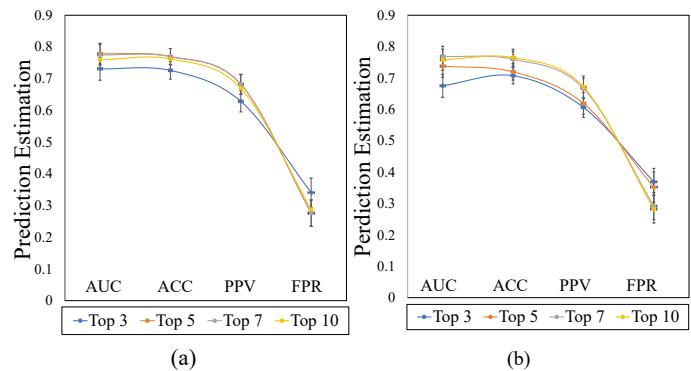 Prediction Estimation
0.9
0.8
0.7
0.6
0.5
0.4
0.3
0.2
0.1
0
AUC ACC PPV FPR
Top 3 Top 5 Top 7 Top 10
(a)
Perdiction Estimation
0.9
0.8
0.7
0.6
0.5
0.4
0.3
0.2
0.1
0
AUC ACC PPV FPR
Top 3 Top 5 Top 7 Top 10
(b)